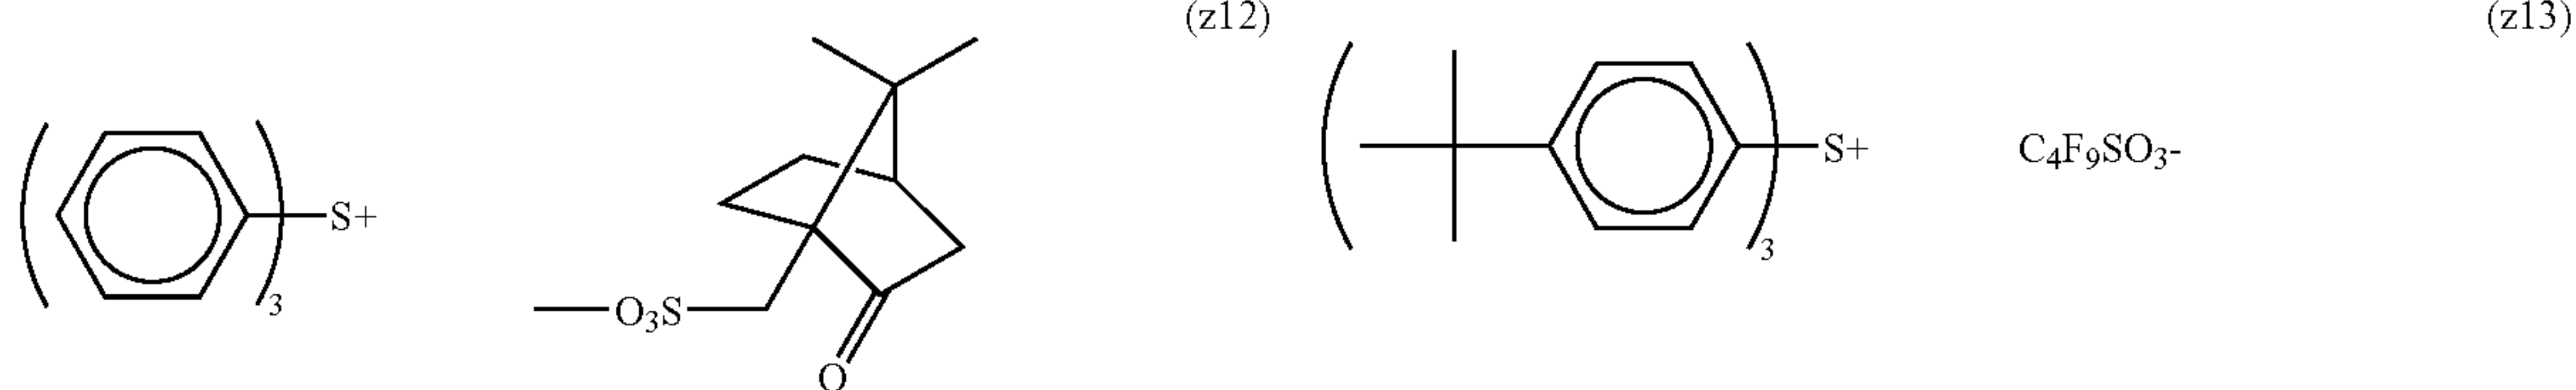 (z12)
(z13)
3
S+
O3S
O
3
S+
C4F9SO3-